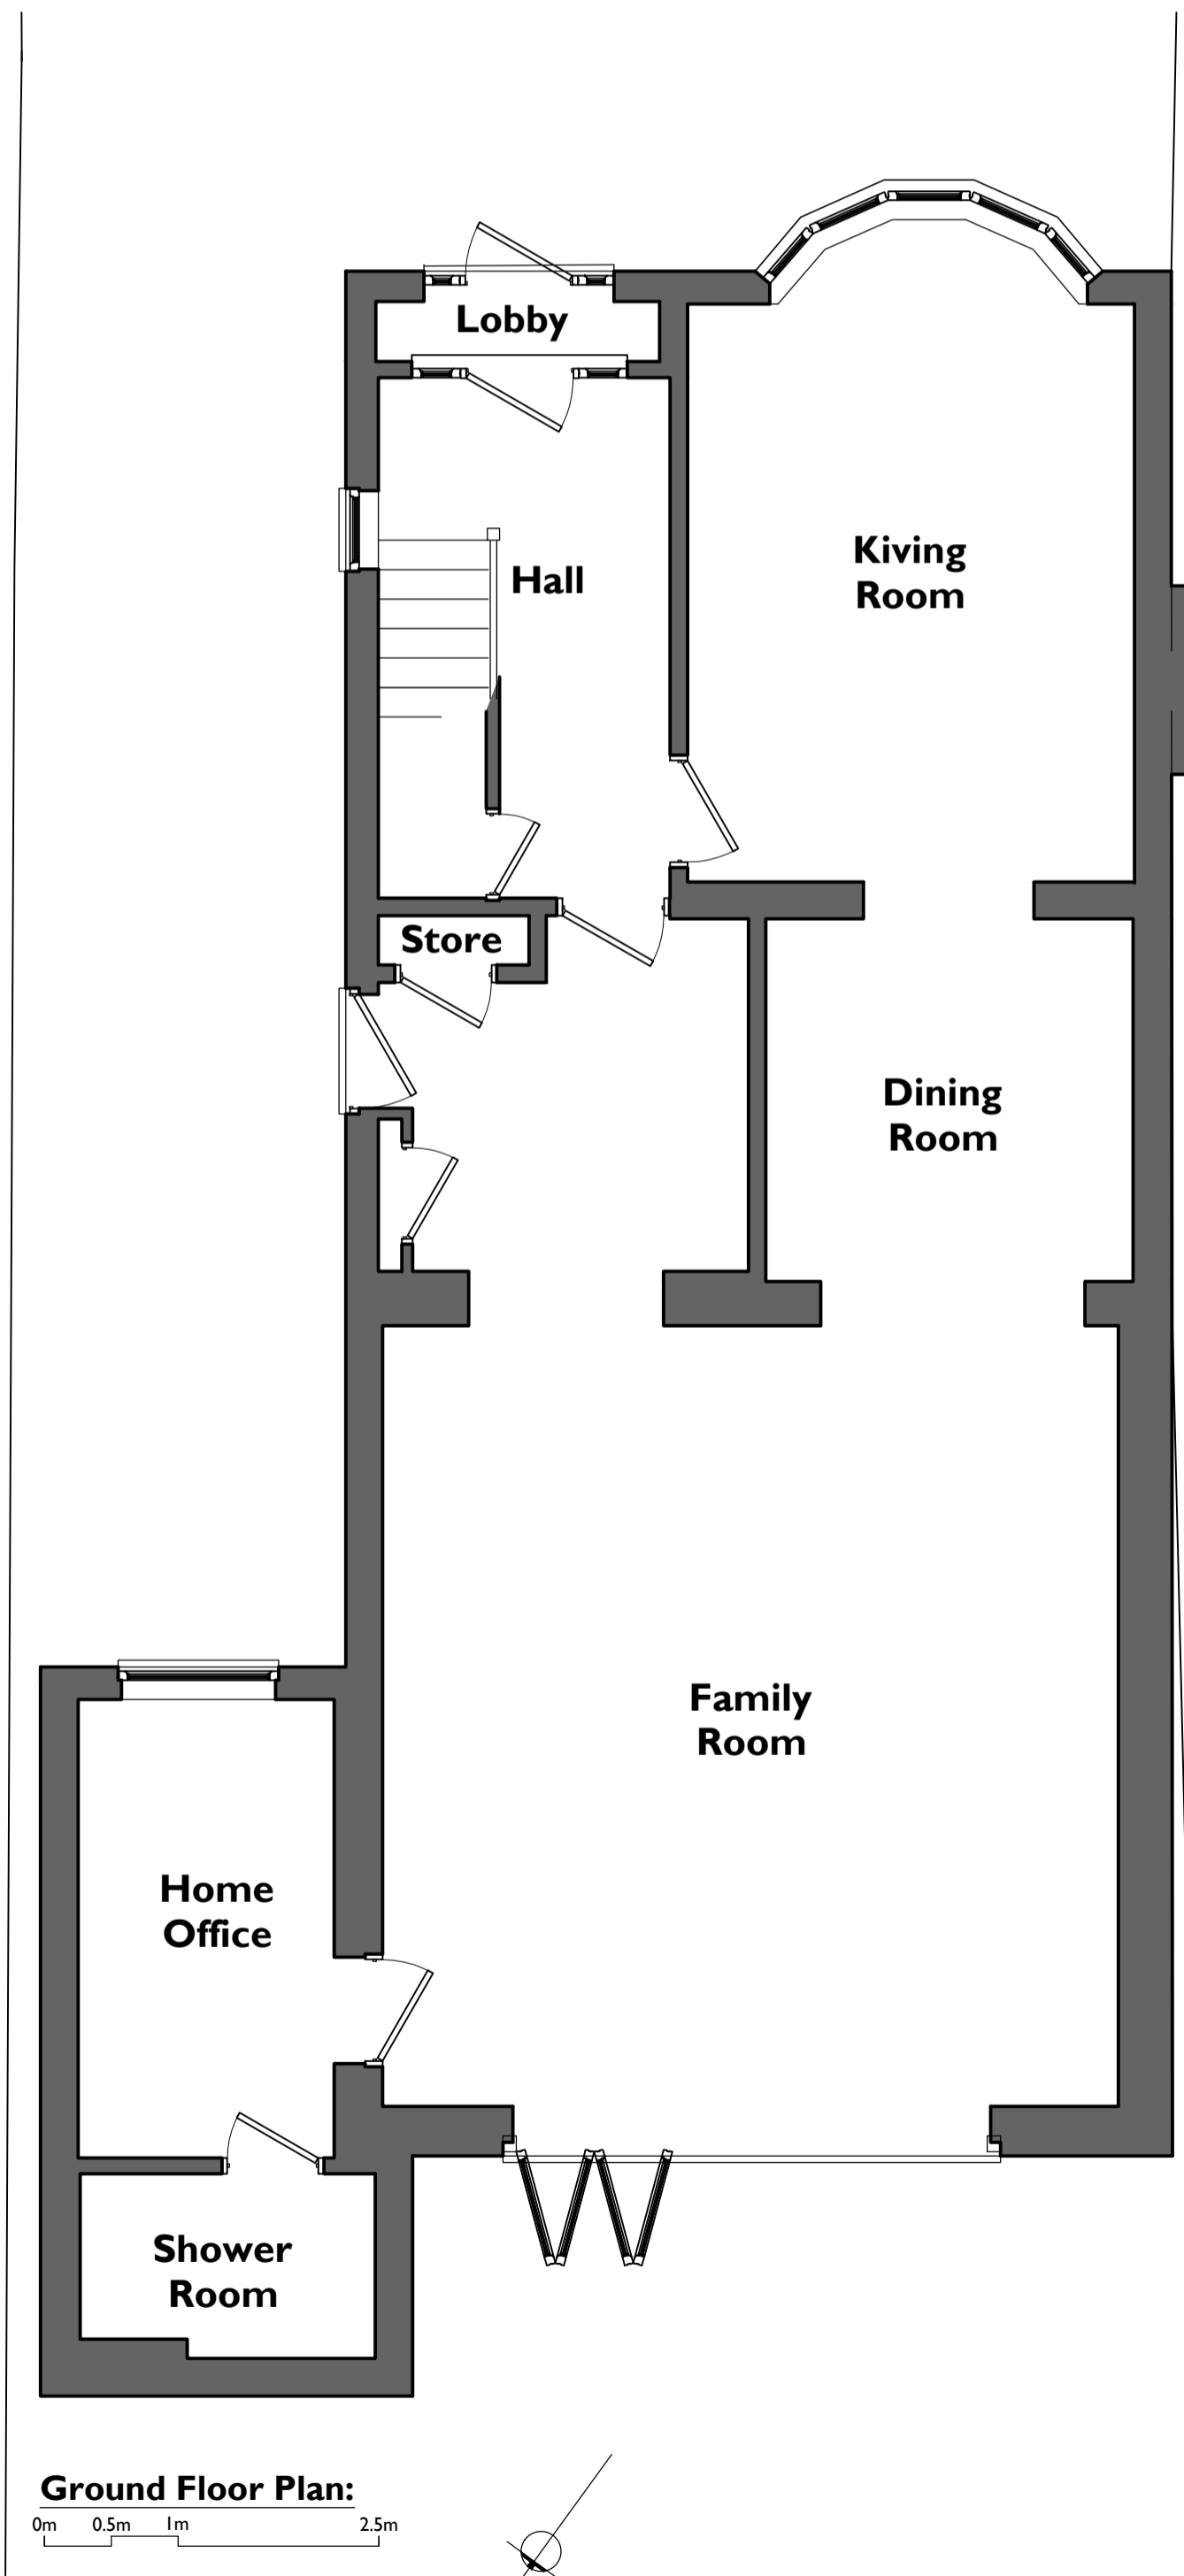 Lobby
Kiving
Room
Hall
Store
Dining
Room
Family
Room
Home
Office
Shower
Room
Ground Floor Plan:
0m 0.5m 1m 2.5m